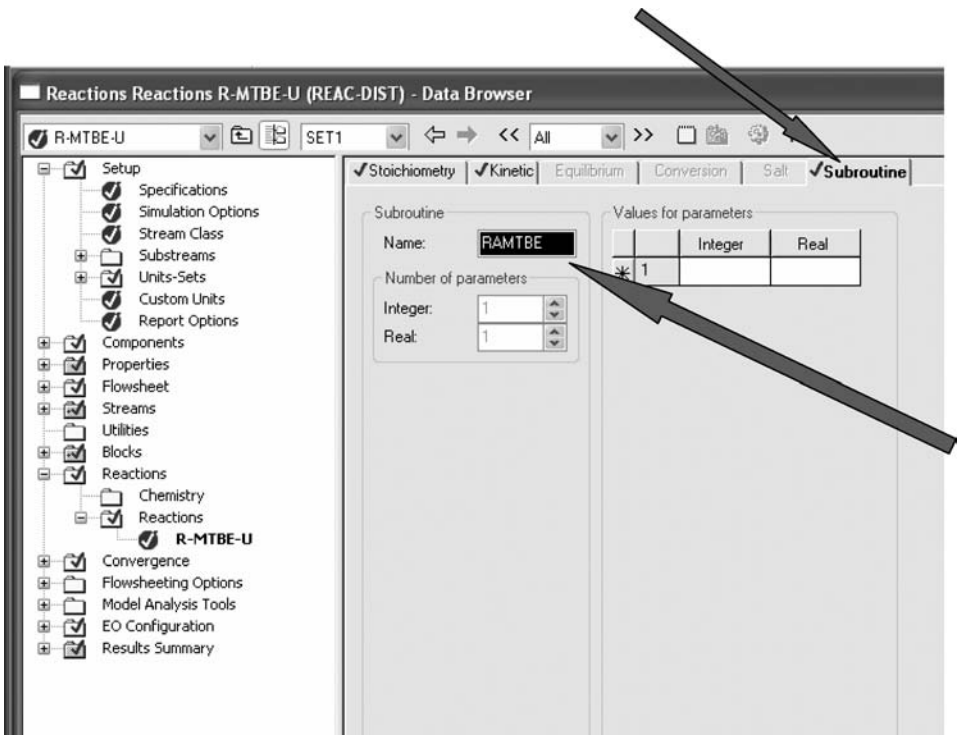 Reactions Reactions R-MTBE-U (REAC-DIST) - Data Browser
R-MTBE-U SET1 << All >>
Setup
Specifications
Simulation Options
Stream Class
Substreams
Units-Sets
Custom Units
Report Options
Components
Properties
Flowsheet
Streams
Utilities
Blocks
Reactions
Chemistry
Reactions
R-MTBE-U
Convergence
Flowsheeting Options
Model Analysis Tools
EO Configuration
Results Summary
✓Stoichiometry ✓Kinetic Equilibrium Conversion Salt ✓Subroutine
Subroutine
Name: RAMTBE
Number of parameters
Integer: 1
Real: 1
Values for parameters
Integer Real
1